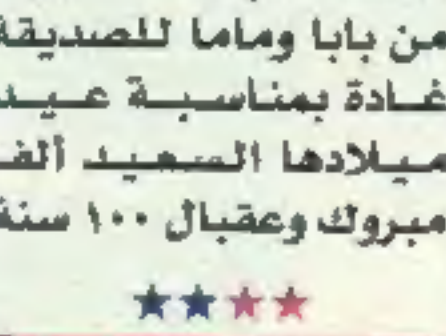 من بابا وماما للصديقة
غادة بمناسبة عيد
ميلادها السعيد ألف
مبروك وعقبال ١٠٠ سنة